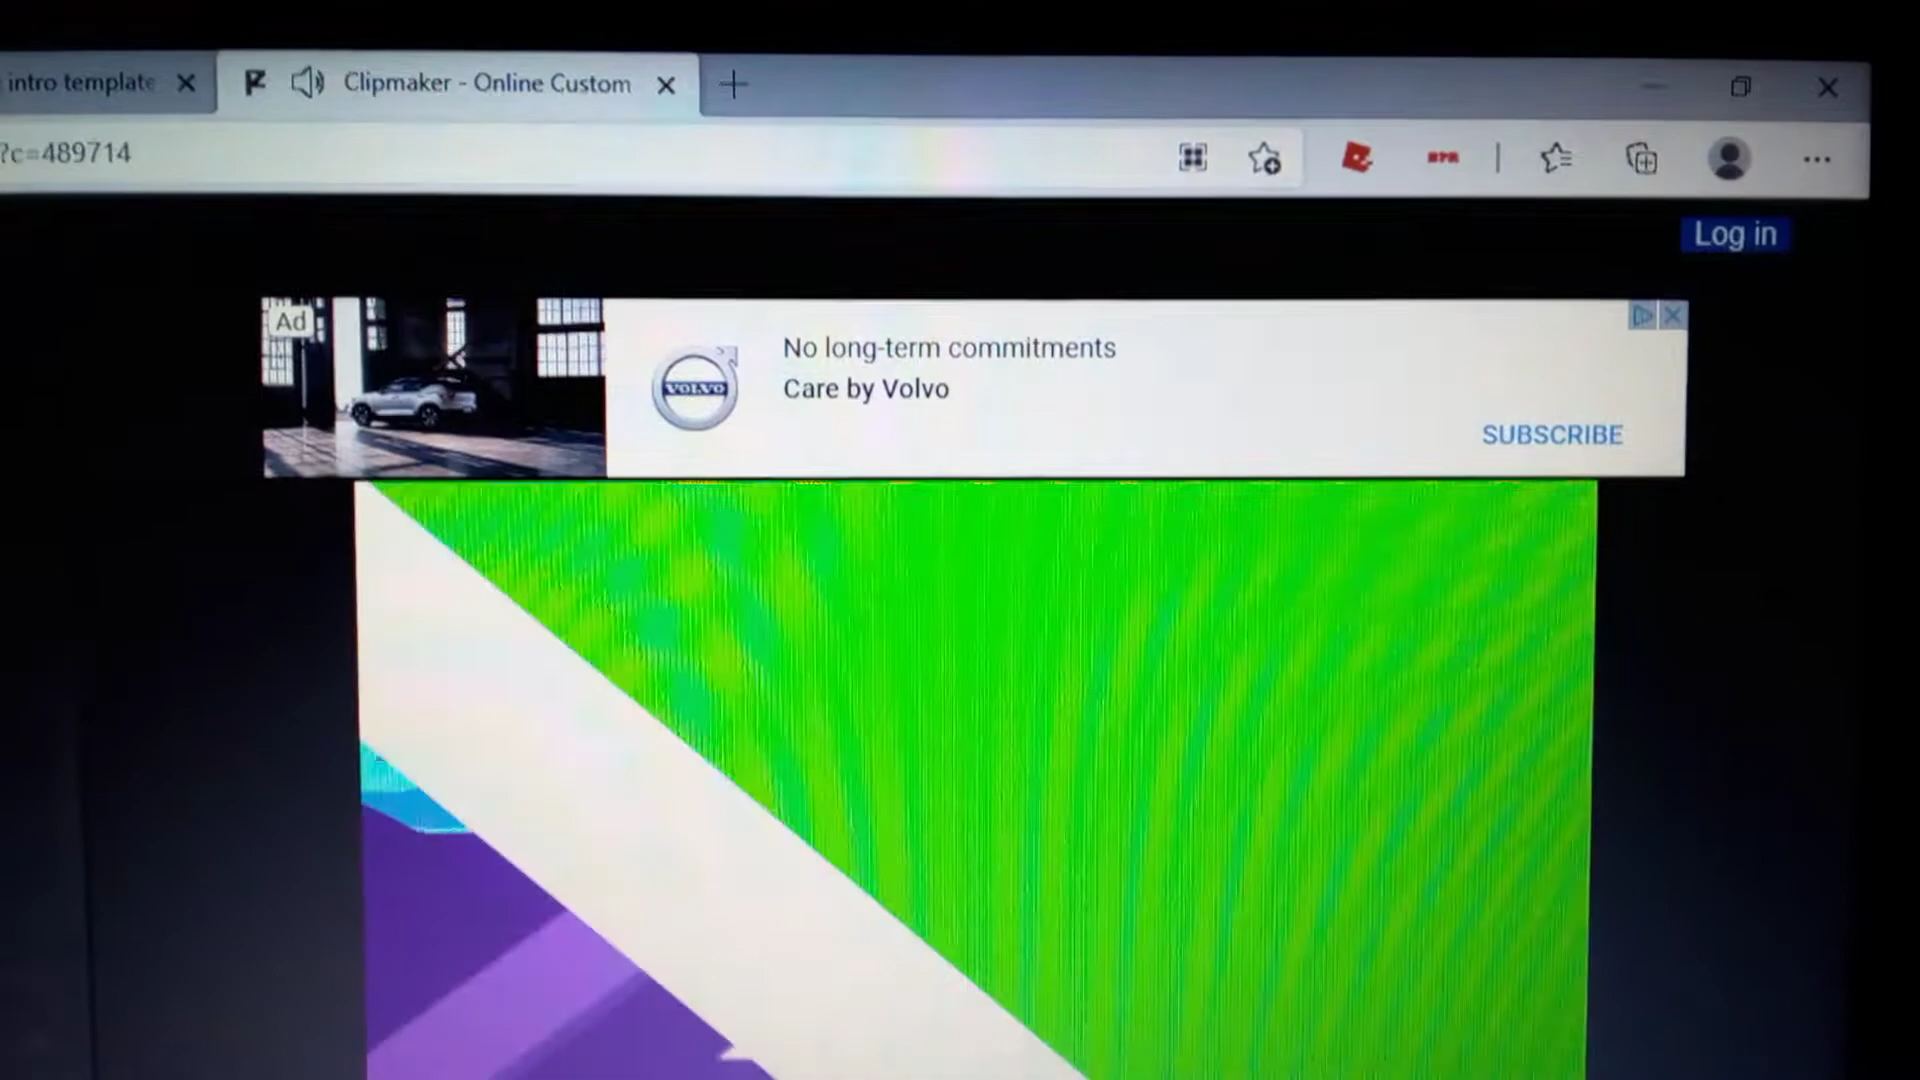 intro template
Clipmaker - Online Custom
?c=489714
Log in
Ad
VOLVO
No long-term commitments
Care by Volvo
SUBSCRIBE